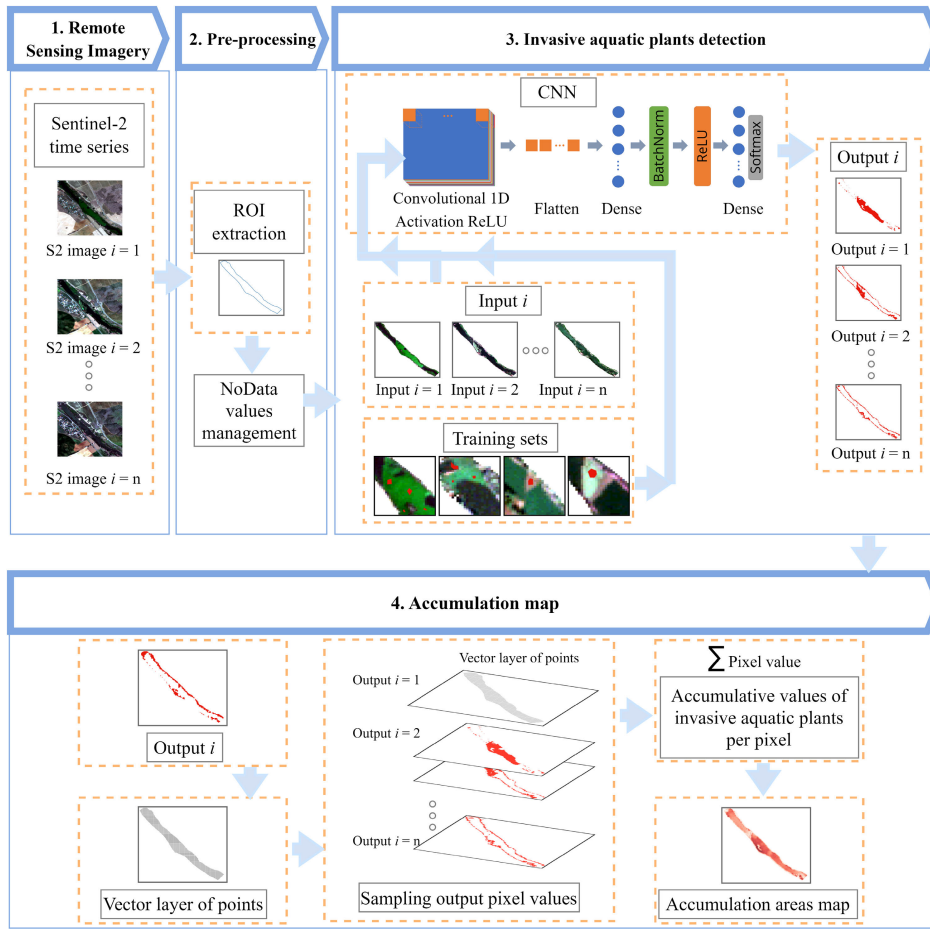 1. Remote
Sensing Imagery
2. Pre-processing
3. Invasive aquatic plants detection
Sentinel-2
time series
S2 image i = 1
S2 image i = 2
S2 image i = n
ROI
extraction
NoData
values
management
CNN
Convolutional 1D
Activation ReLU
Flatten
Dense
BatchNorm
ReLU
Dense
Softmax
Input i
Input i = 1
Input i = 2
Input i = n
Training sets
Output i
Output i = 1
Output i = 2
Output i = n
4. Accumulation map
Output i
Vector layer of points
Vector layer of points
Output i = 1
Output i = 2
Output i = n
Sampling output pixel values
∑ Pixel value
Accumulative values of
invasive aquatic plants
per pixel
Accumulation areas map